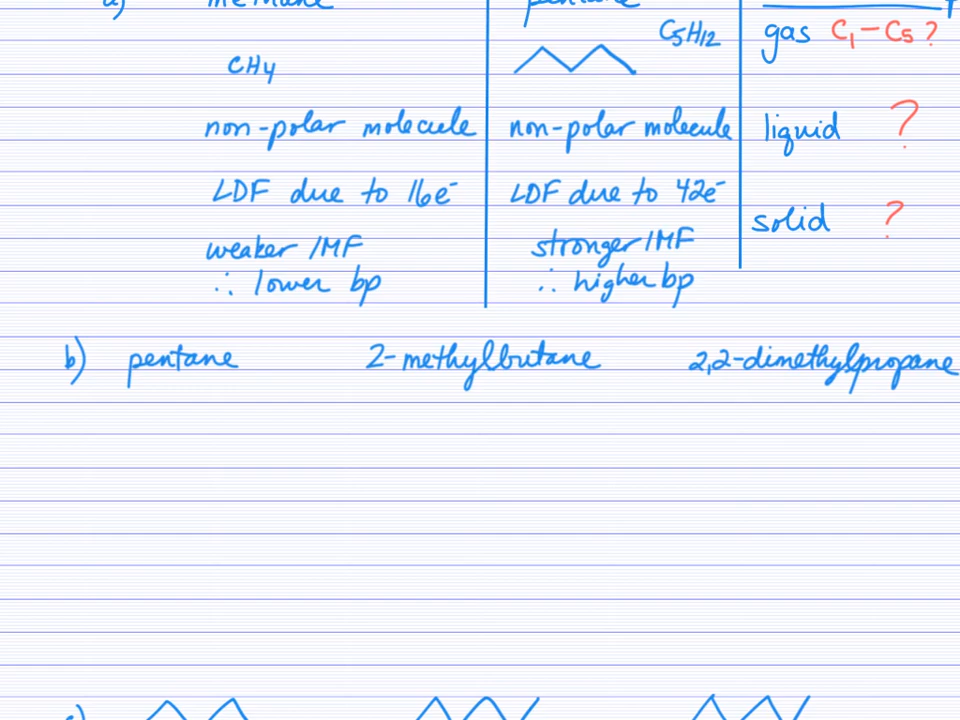 a) methane pentane
C5H12
gas C1-C5?
CH4
non-polar molecule non-polar molecule liquid ?
LDF due to 16e⁻ LDF due to 42e⁻
solid ?
weaker IMF stronger IMF
∴ lower bp ∴ higher bp
b) pentane 2-methylbutane 2,2-dimethylpropane
c)